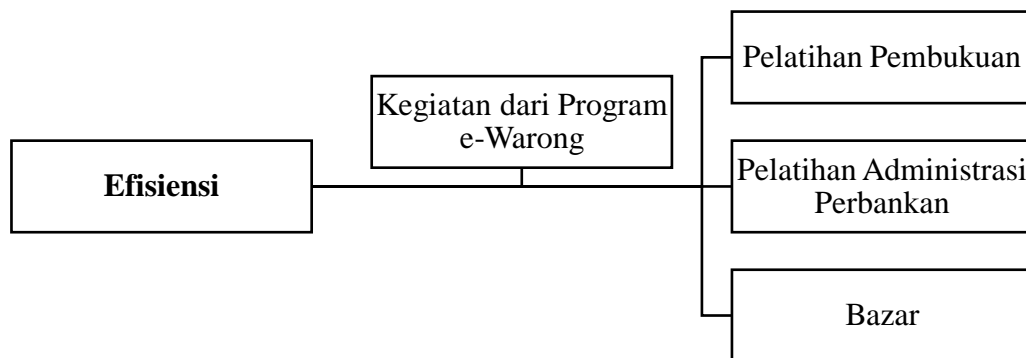 Pelatihan Pembukuan
Kegiatan dari Program
e-Warong
Efisiensi
Pelatihan Administrasi
Perbankan
Bazar